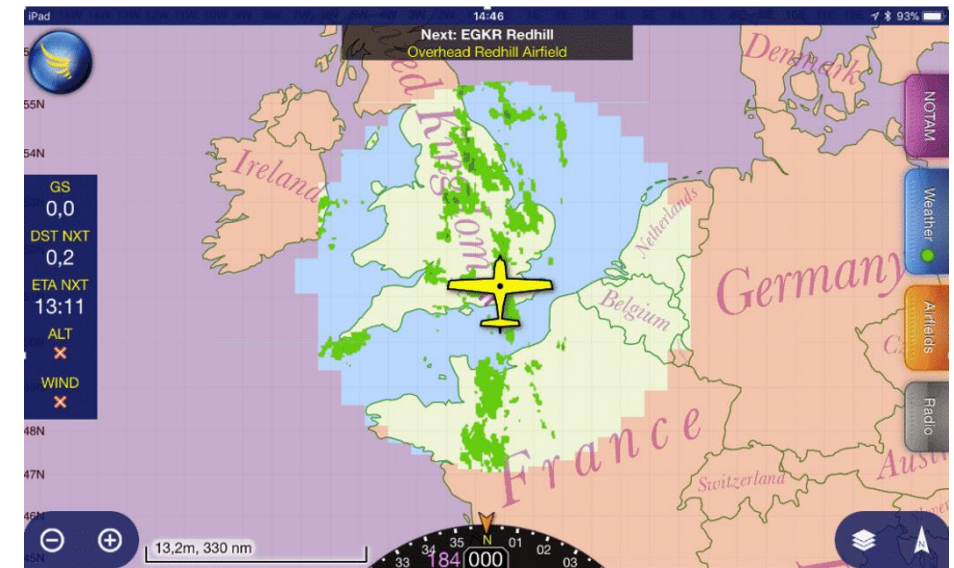 iPad
14:46
93%
Next: EGKR Redhill
Overhead Redhill Airfield
Denmark
55N
54N
NOTAM
United Kingdom
Ireland
GS
0,0
DST NXT
0,2
ETA NXT
13:11
ALT
WIND
Weather
Netherlands
Belgium
Germany
Airfields
Radio
France
Switzerland
48N
47N
46N
45N
13,2m, 330 nm
33
34
35
N
01
02
03
184
000
N